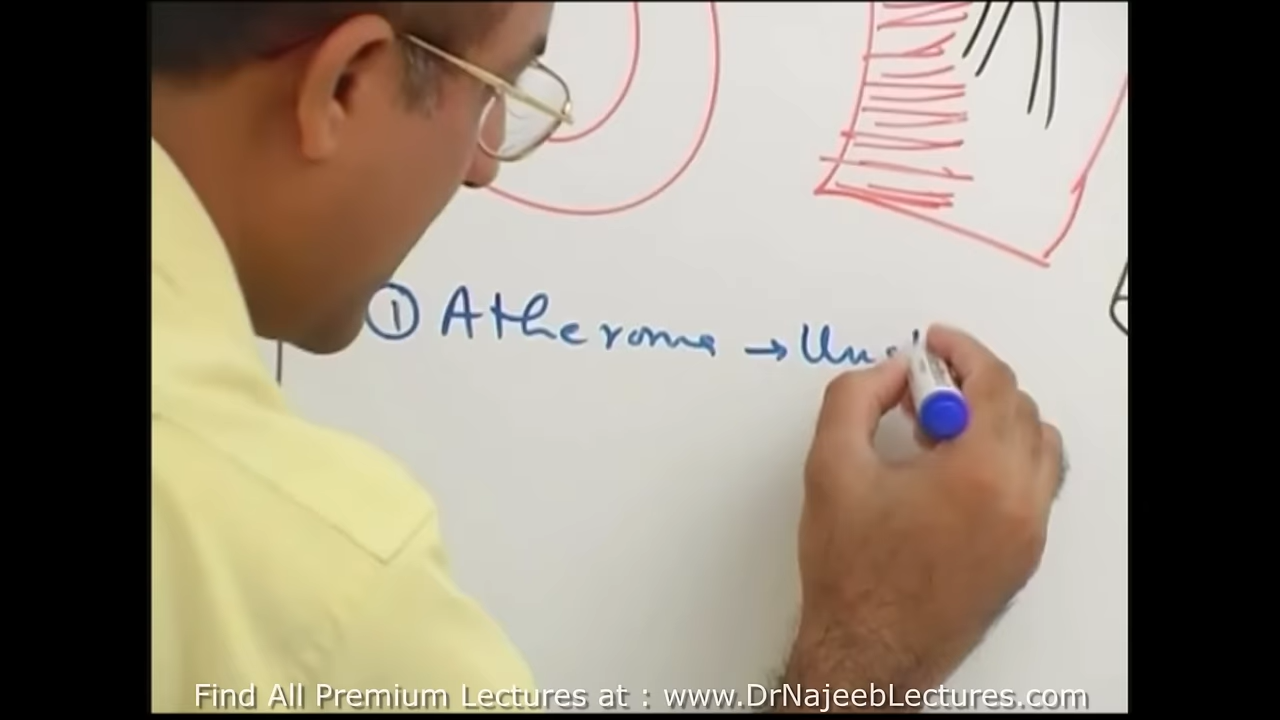 ① Atheroma →
Find All Premium Lectures at : www.DrNajeebLectures.com